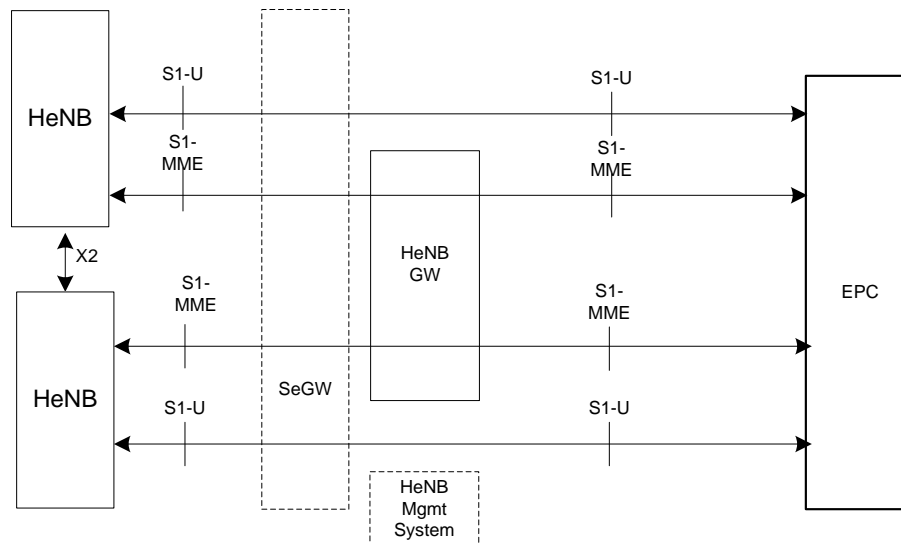 S1-U
S1-U
HeNB
S1-
MME
S1-
MME
HeNB
GW
X2
S1-
MME
S1-
MME
EPC
SeGW
HeNB
S1-U
S1-U
HeNB
Mgmt
System